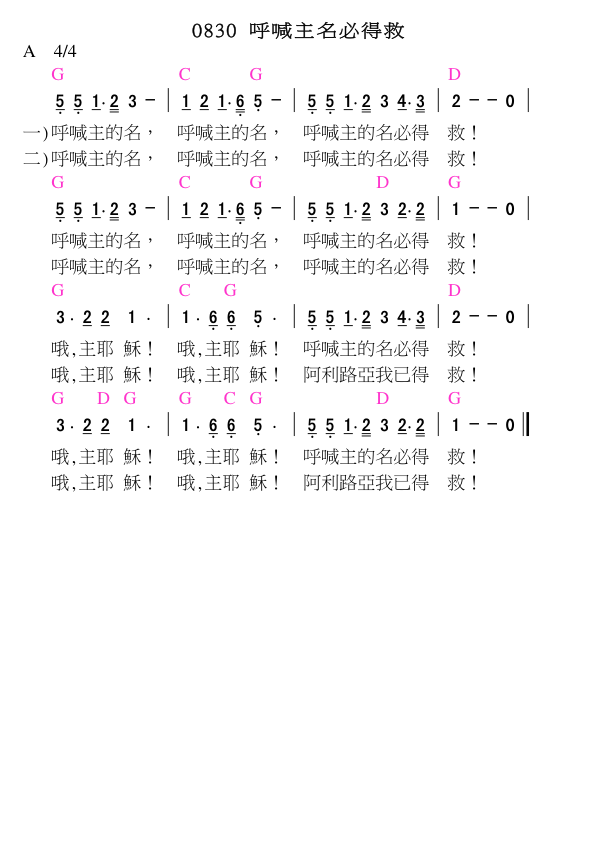 0830 呼喊主名必得救
A 4/4
G C G D
5 5 1·2 3 − | 1 2 1·6 5 − | 5 5 1·2 3 4·3 | 2 − − 0 |
一)呼喊主的名， 呼喊主的名， 呼喊主的名必得 救！
二)呼喊主的名， 呼喊主的名， 呼喊主的名必得 救！
G C G D G
5 5 1·2 3 − | 1 2 1·6 5 − | 5 5 1·2 3 2·2 | 1 − − 0 |
呼喊主的名， 呼喊主的名， 呼喊主的名必得 救！
呼喊主的名， 呼喊主的名， 呼喊主的名必得 救！
G C G D
3 · 2 2 1 · | 1 · 6 6 5 · | 5 5 1·2 3 4·3 | 2 − − 0 |
哦,主耶 穌！ 哦,主耶 穌！ 呼喊主的名必得 救！
哦,主耶 穌！ 哦,主耶 穌！ 阿利路亞我已得 救！
G D G G C G D G
3 · 2 2 1 · | 1 · 6 6 5 · | 5 5 1·2 3 2·2 | 1 − − 0 ‖
哦,主耶 穌！ 哦,主耶 穌！ 呼喊主的名必得 救！
哦,主耶 穌！ 哦,主耶 穌！ 阿利路亞我已得 救！